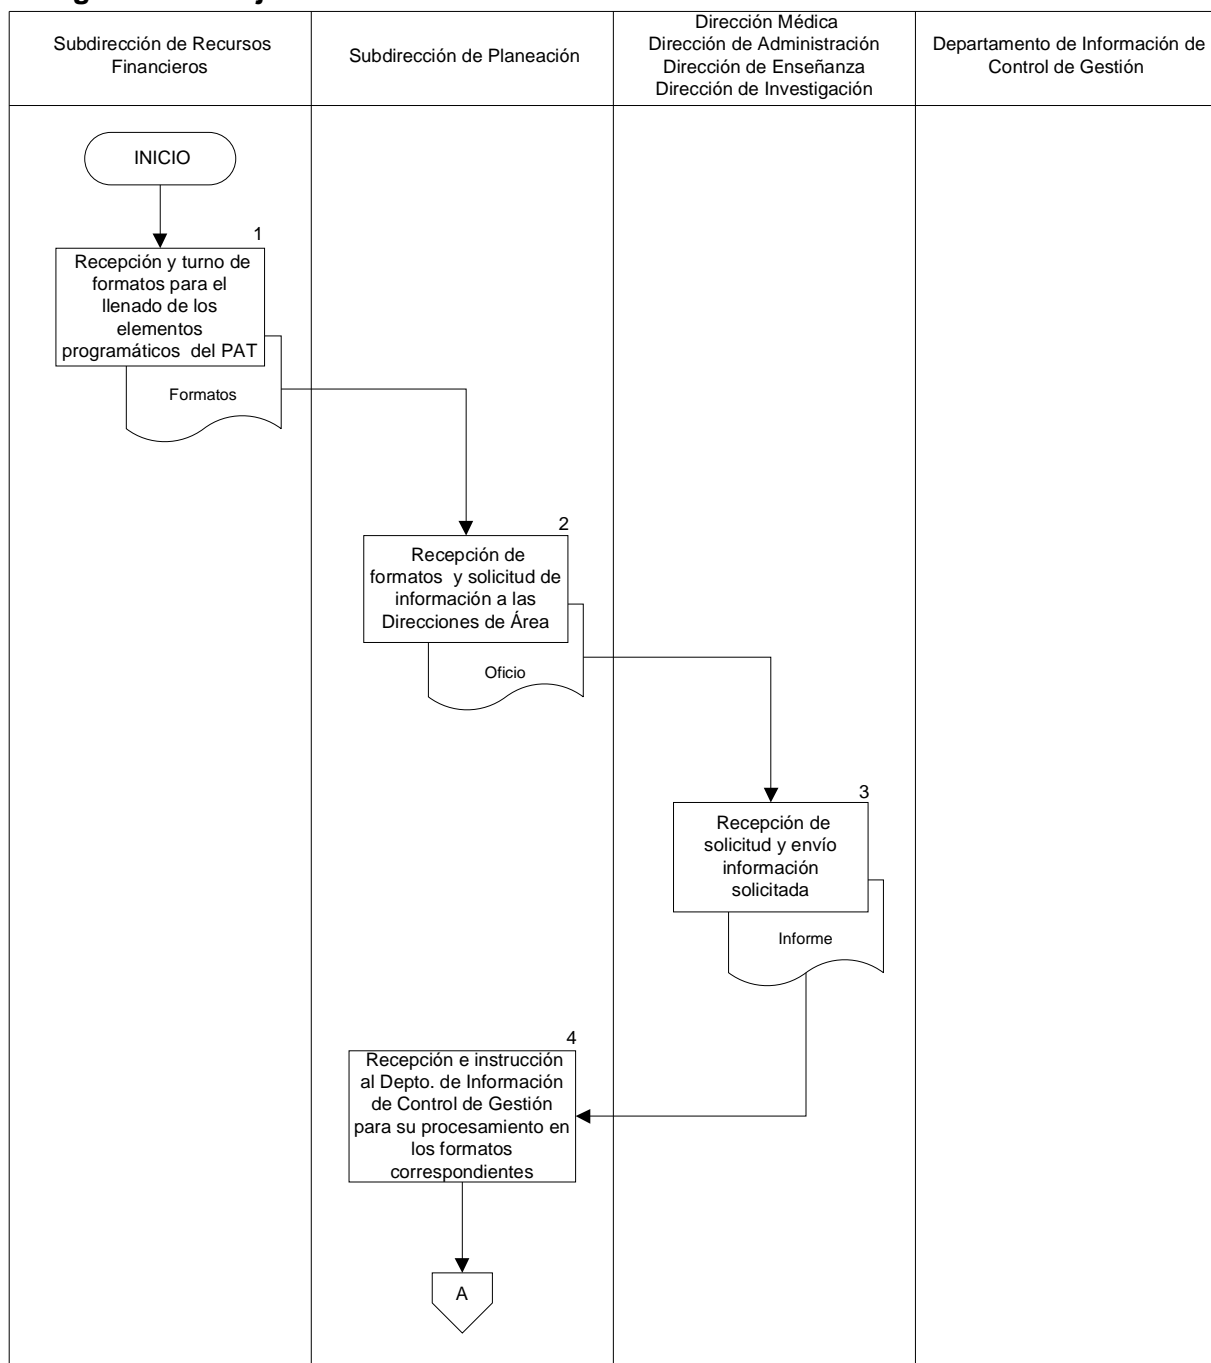 Subdirección de Recursos
Financieros
Subdirección de Planeación
Dirección Médica
Dirección de Administración
Dirección de Enseñanza
Dirección de Investigación
Departamento de Información de
Control de Gestión
INICIO
1
Recepción y turno de
formatos para el
llenado de los
elementos
programáticos del PAT
Formatos
2
Recepción de
formatos y solicitud de
información a las
Direcciones de Área
Oficio
3
Recepción de
solicitud y envío
información
solicitada
Informe
4
Recepción e instrucción
al Depto. de Información
de Control de Gestión
para su procesamiento en
los formatos
correspondientes
A